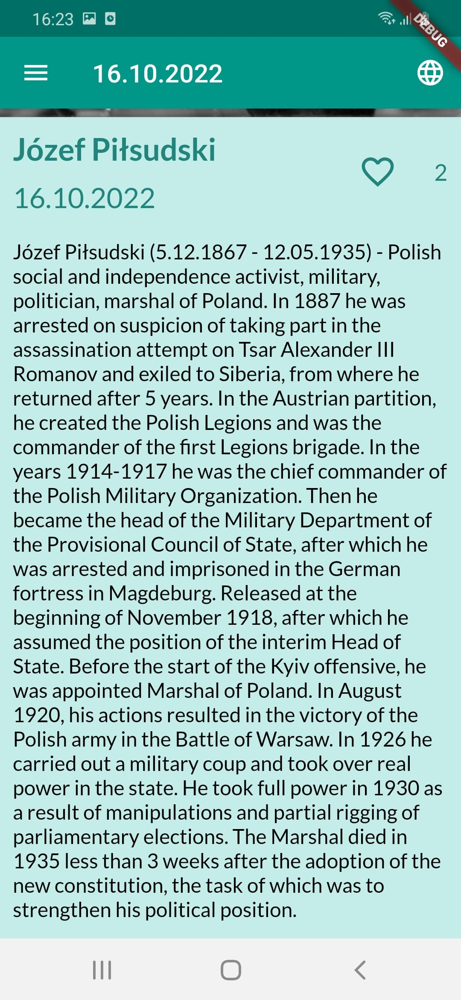 16:23
DEBUG
16.10.2022
Józef Piłsudski
2
16.10.2022
Józef Piłsudski (5.12.1867 - 12.05.1935) - Polish
social and independence activist, military,
politician, marshal of Poland. In 1887 he was
arrested on suspicion of taking part in the
assassination attempt on Tsar Alexander III
Romanov and exiled to Siberia, from where he
returned after 5 years. In the Austrian partition,
he created the Polish Legions and was the
commander of the first Legions brigade. In the
years 1914-1917 he was the chief commander of
the Polish Military Organization. Then he
became the head of the Military Department of
the Provisional Council of State, after which he
was arrested and imprisoned in the German
fortress in Magdeburg. Released at the
beginning of November 1918, after which he
assumed the position of the interim Head of
State. Before the start of the Kyiv offensive, he
was appointed Marshal of Poland. In August
1920, his actions resulted in the victory of the
Polish army in the Battle of Warsaw. In 1926 he
carried out a military coup and took over real
power in the state. He took full power in 1930 as
a result of manipulations and partial rigging of
parliamentary elections. The Marshal died in
1935 less than 3 weeks after the adoption of the
new constitution, the task of which was to
strengthen his political position.